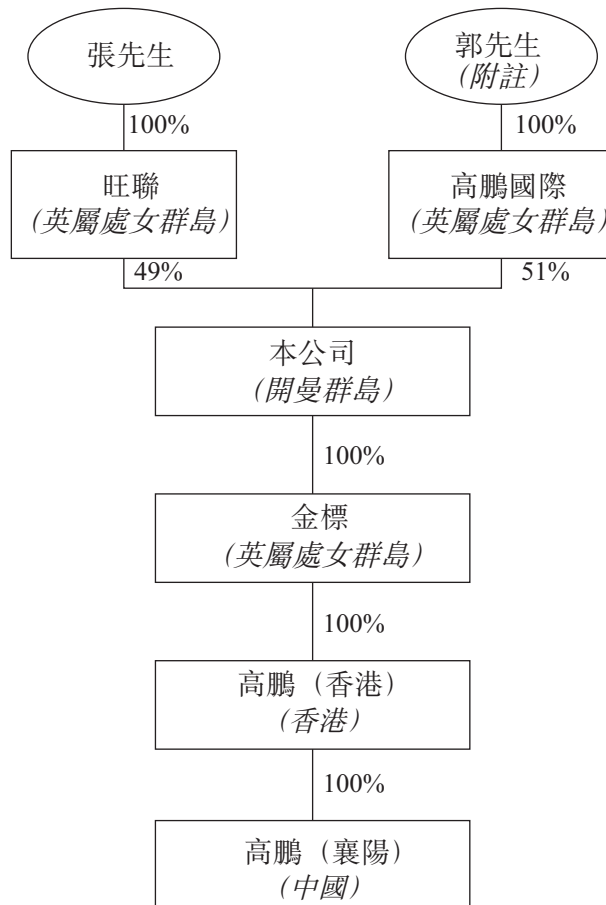 張先生
郭先生
(附註)
100%
100%
旺聯
(英屬處女群島)
高鵬國際
(英屬處女群島)
49%
51%
本公司
(開曼群島)
100%
金標
(英屬處女群島)
100%
高鵬（香港）
(香港)
100%
高鵬（襄陽）
(中國)